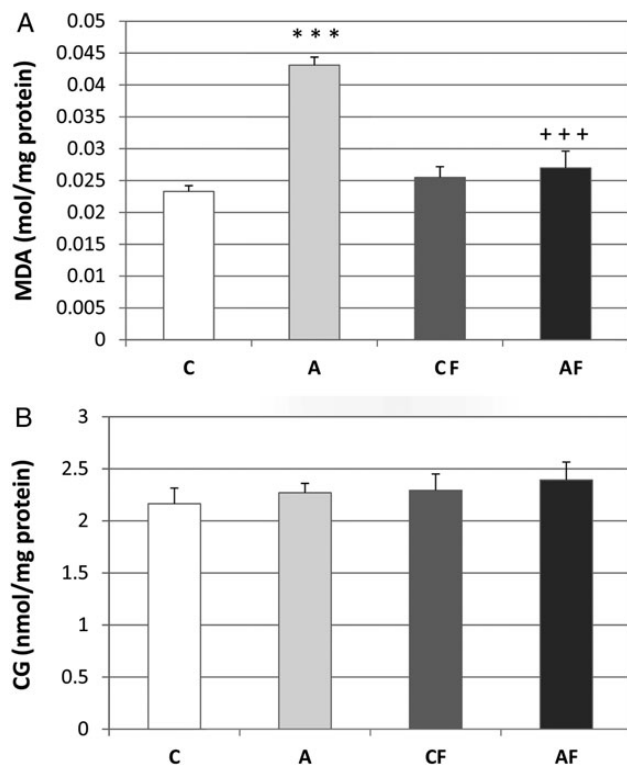 A
MDA (mol/mg protein)
0.05
0.045
0.04
0.035
0.03
0.025
0.02
0.015
0.01
0.005
0
* * *
+ + +
C A CF AF
B
CG (nmol/mg protein)
3
2.5
2
1.5
1
0.5
0
C A CF AF